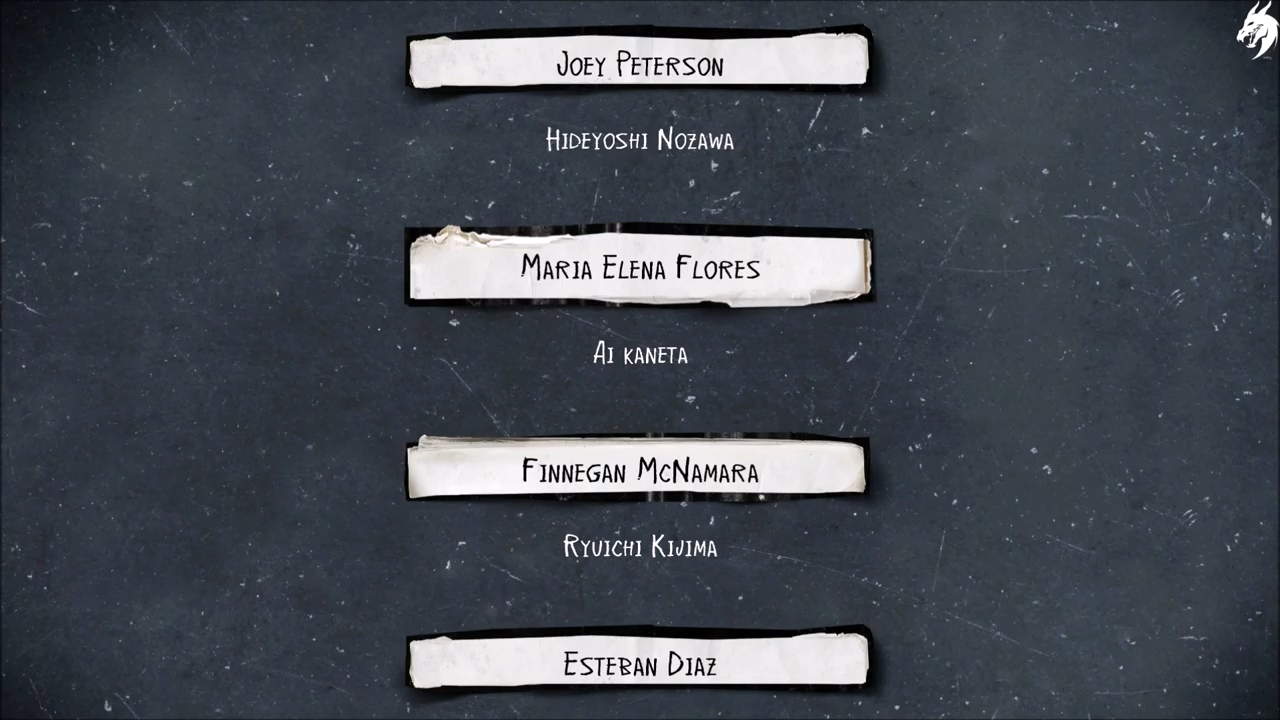 Joey Peterson
Hideyoshi Nozawa
Maria Elena Flores
Ai kaneta
Finnegan McNamara
Ryuichi Kijima
Esteban Diaz